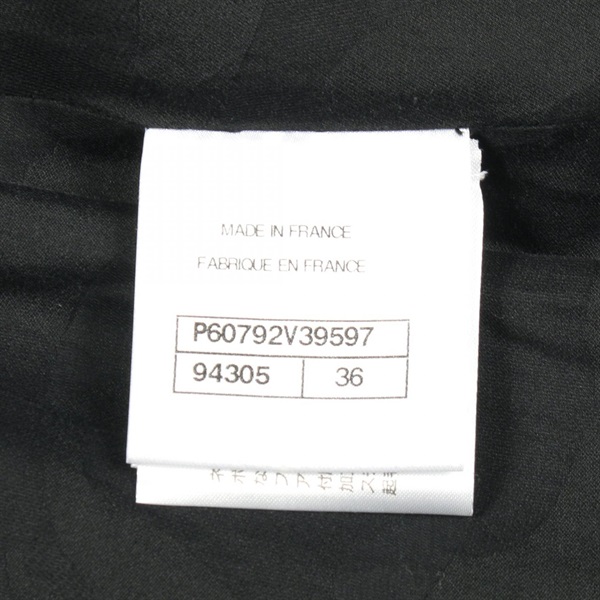 MADE IN FRANCE
FABRIQUE EN FRANCE
P60792V39597
94305 36